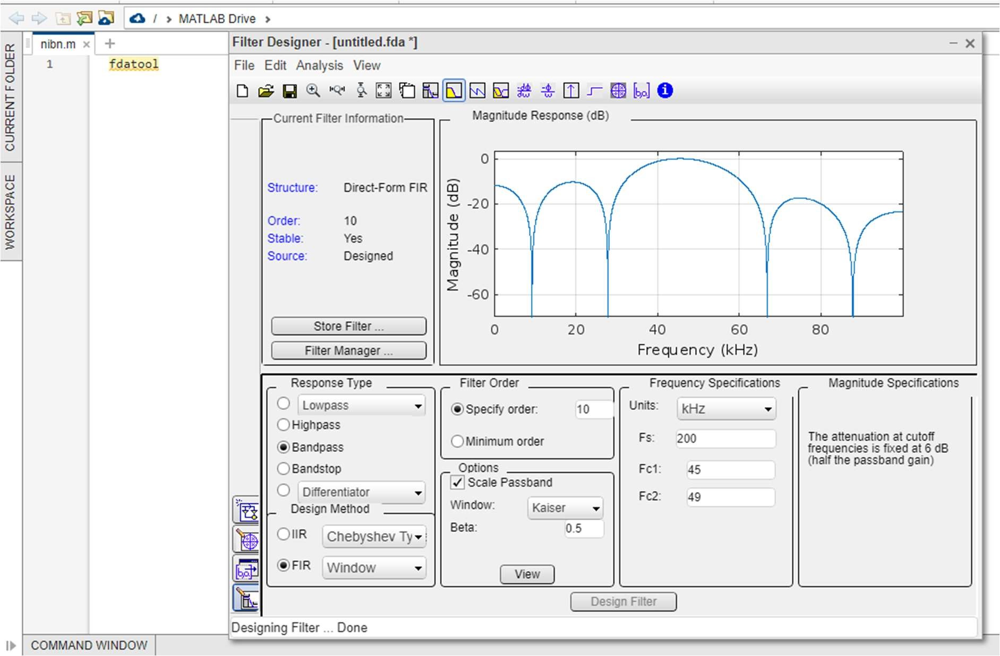 / > MATLAB Drive >
CURRENT FOLDER
WORKSPACE
nibn.m × +
1 fdatool
Filter Designer - [untitled.fda *]
File Edit Analysis View
Current Filter Information
Structure: Direct-Form FIR
Order: 10
Stable: Yes
Source: Designed
Store Filter ...
Filter Manager ...
Magnitude Response (dB)
Magnitude (dB)
0
-20
-40
-60
0 20 40 60 80
Frequency (kHz)
Response Type
Lowpass
Highpass
Bandpass
Bandstop
Differentiator
Design Method
IIR Chebyshev Ty
FIR Window
Filter Order
Specify order: 10
Minimum order
Options
Scale Passband
Window: Kaiser
Beta: 0.5
View
Frequency Specifications
Units: kHz
Fs: 200
Fc1: 45
Fc2: 49
Magnitude Specifications
The attenuation at cutoff
frequencies is fixed at 6 dB
(half the passband gain)
Design Filter
Designing Filter ... Done
COMMAND WINDOW